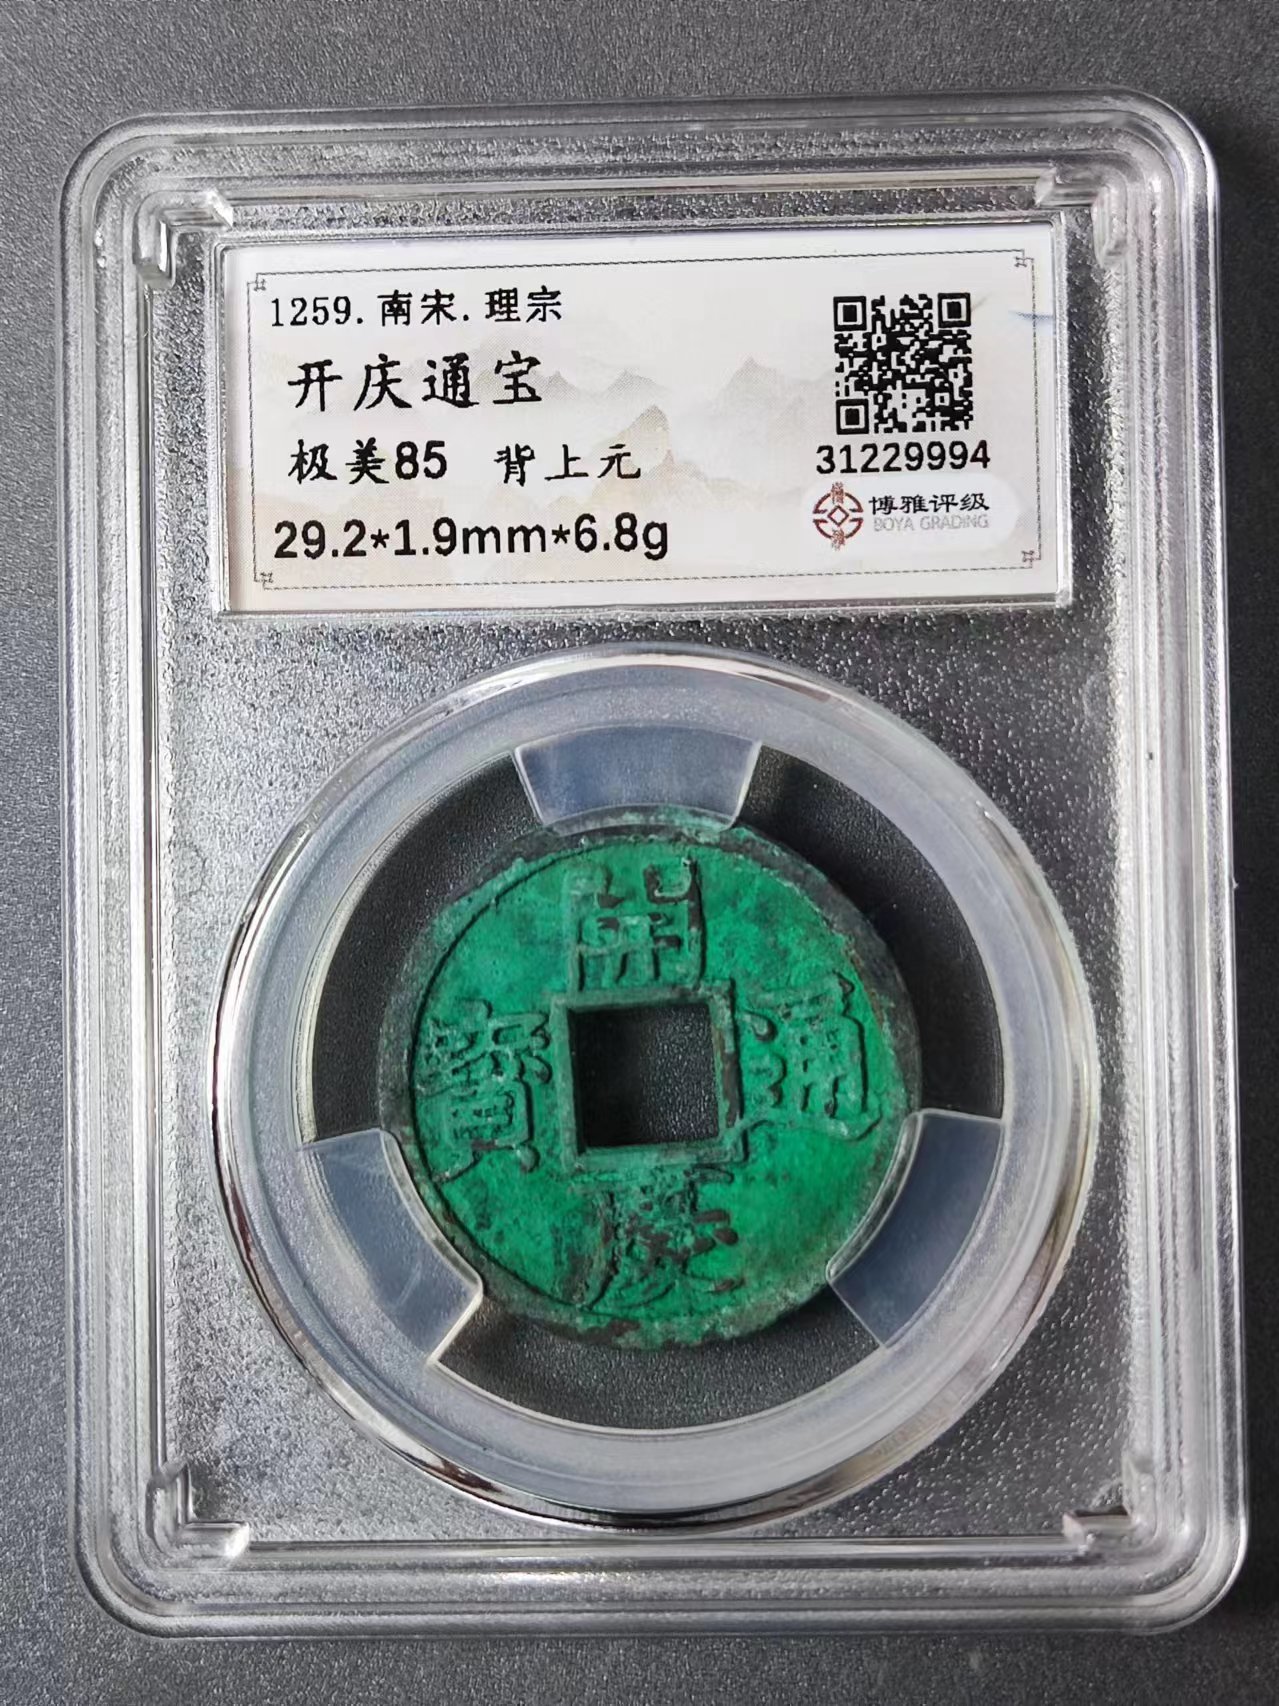 1259.南宋.理宗
开庆通宝
极美85 背上元
29.2*1.9mm*6.8g
31229994
博雅评级
BOYA GRADING
開慶通寶